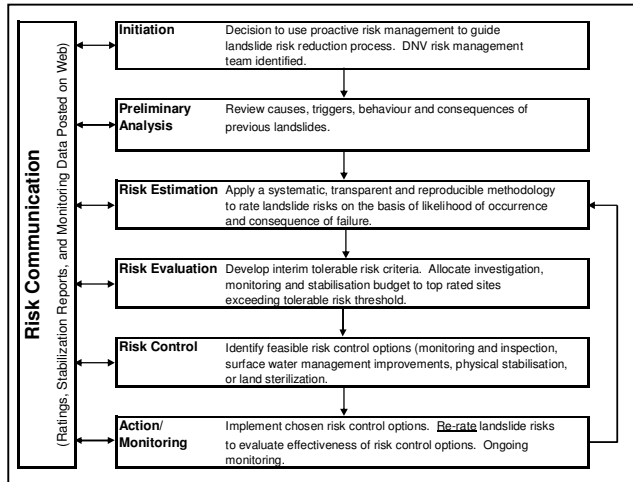 Risk Communication
(Ratings, Stabilization Reports, and Monitoring Data Posted on Web)
Initiation
Decision to use proactive risk management to guide
landslide risk reduction process. DNV risk management
team identified.
Preliminary
Analysis
Review causes, triggers, behaviour and consequences of
previous landslides.
Risk Estimation
Apply a systematic, transparent and reproducible methodology
to rate landslide risks on the basis of likelihood of occurrence
and consequence of failure.
Risk Evaluation
Develop interim tolerable risk criteria. Allocate investigation,
monitoring and stabilisation budget to top rated sites
exceeding tolerable risk threshold.
Risk Control
Identify feasible risk control options (monitoring and inspection,
surface water management improvements, physical stabilisation,
or land sterilization.
Action/
Monitoring
Implement chosen risk control options. Re-rate landslide risks
to evaluate effectiveness of risk control options. Ongoing
monitoring.